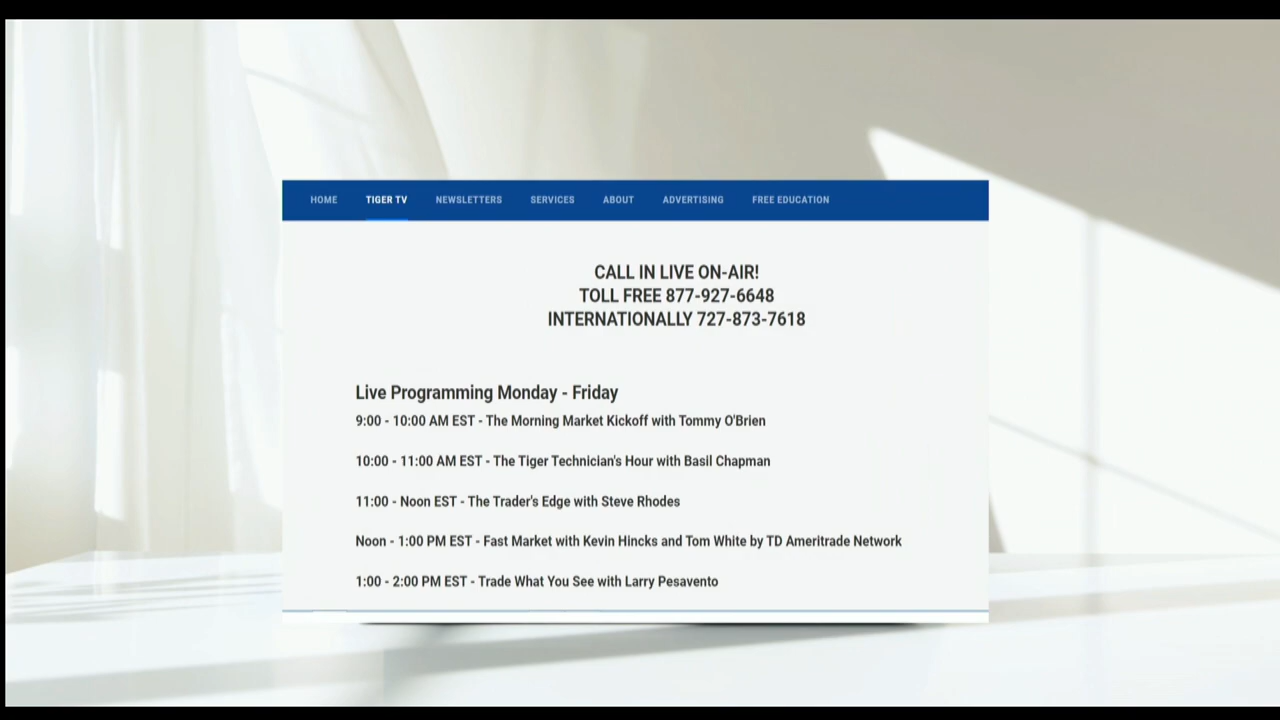 HOME TIGER TV NEWSLETTERS SERVICES ABOUT ADVERTISING FREE EDUCATION
CALL IN LIVE ON-AIR!
TOLL FREE 877-927-6648
INTERNATIONALLY 727-873-7618
Live Programming Monday - Friday
9:00 - 10:00 AM EST - The Morning Market Kickoff with Tommy O'Brien
10:00 - 11:00 AM EST - The Tiger Technician's Hour with Basil Chapman
11:00 - Noon EST - The Trader's Edge with Steve Rhodes
Noon - 1:00 PM EST - Fast Market with Kevin Hincks and Tom White by TD Ameritrade Network
1:00 - 2:00 PM EST - Trade What You See with Larry Pesavento